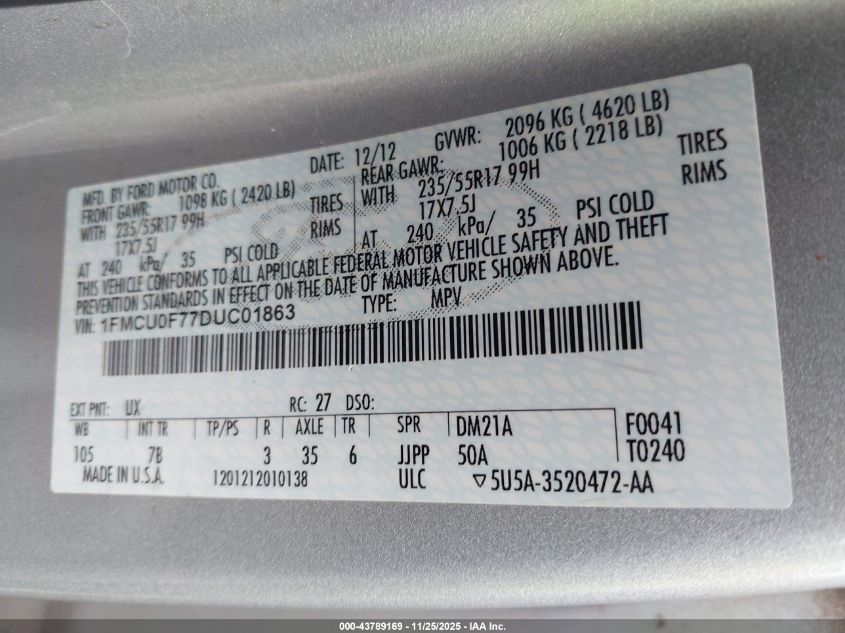 MFD. BY FORD MOTOR CO. DATE: 12/12 GVWR: 2096 KG ( 4620 LB)
FRONT GAWR: 1098 KG ( 2420 LB) REAR GAWR: 1006 KG ( 2218 LB)
WITH 235/55R17 99H TIRES WITH 235/55R17 99H TIRES
17X7.5J RIMS 17X7.5J RIMS
AT 240 kPa/ 35 PSI COLD AT 240 kPa/ 35 PSI COLD
THIS VEHICLE CONFORMS TO ALL APPLICABLE FEDERAL MOTOR VEHICLE SAFETY AND THEFT
PREVENTION STANDARDS IN EFFECT ON THE DATE OF MANUFACTURE SHOWN ABOVE.
VIN: 1FMCU0F77DUC01863 TYPE: MPV
EXT PNT: UX RC: 27 DSO:
WB INT TR TP/PS R AXLE TR SPR DM21A F0041
105 7B 3 35 6 JJPP 50A T0240
MADE IN U.S.A. 1201212010138 ULC ▽5U5A-3520472-AA
000-43789169 - 11/25/2025 - IAA Inc.